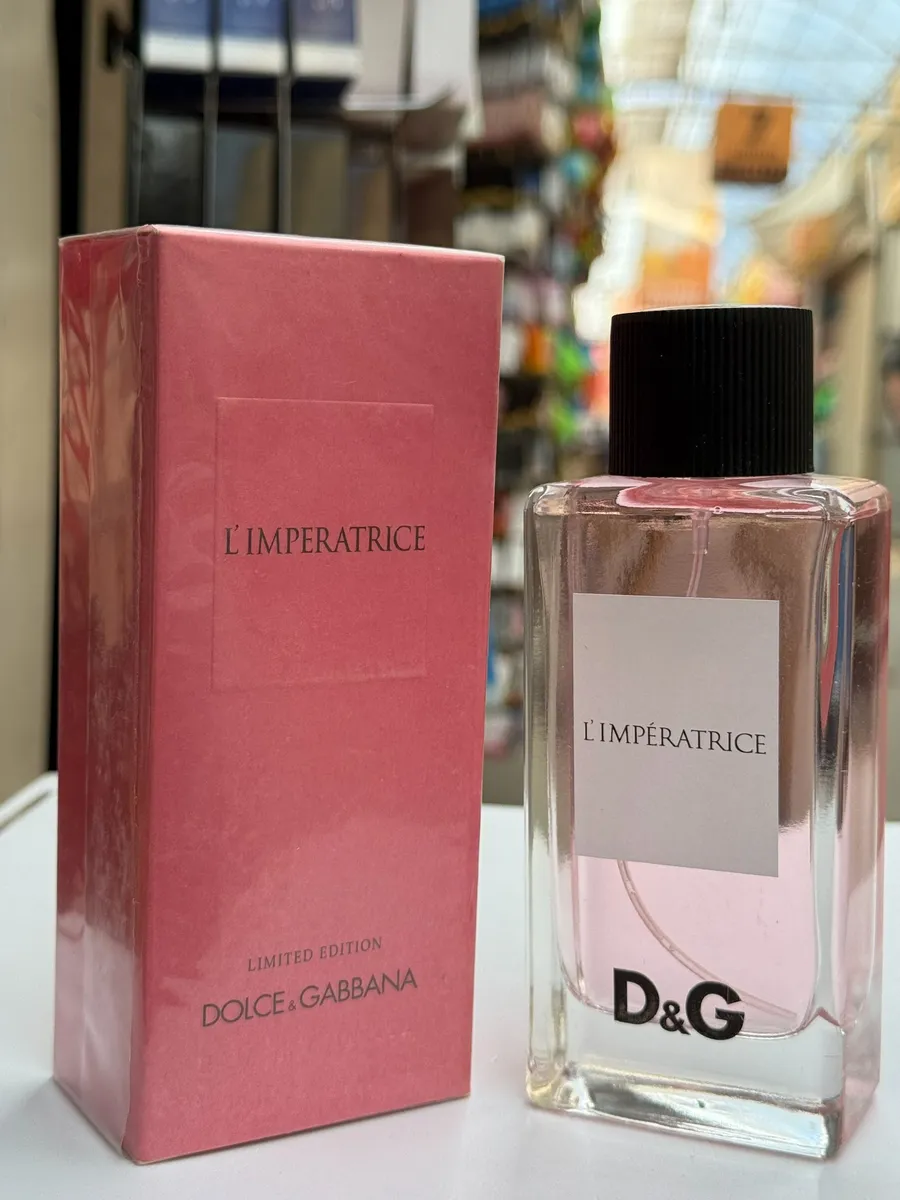 L'IMPERATRICE
LIMITED EDITION
DOLCE & GABBANA
L'IMPÉRATRICE
D&G